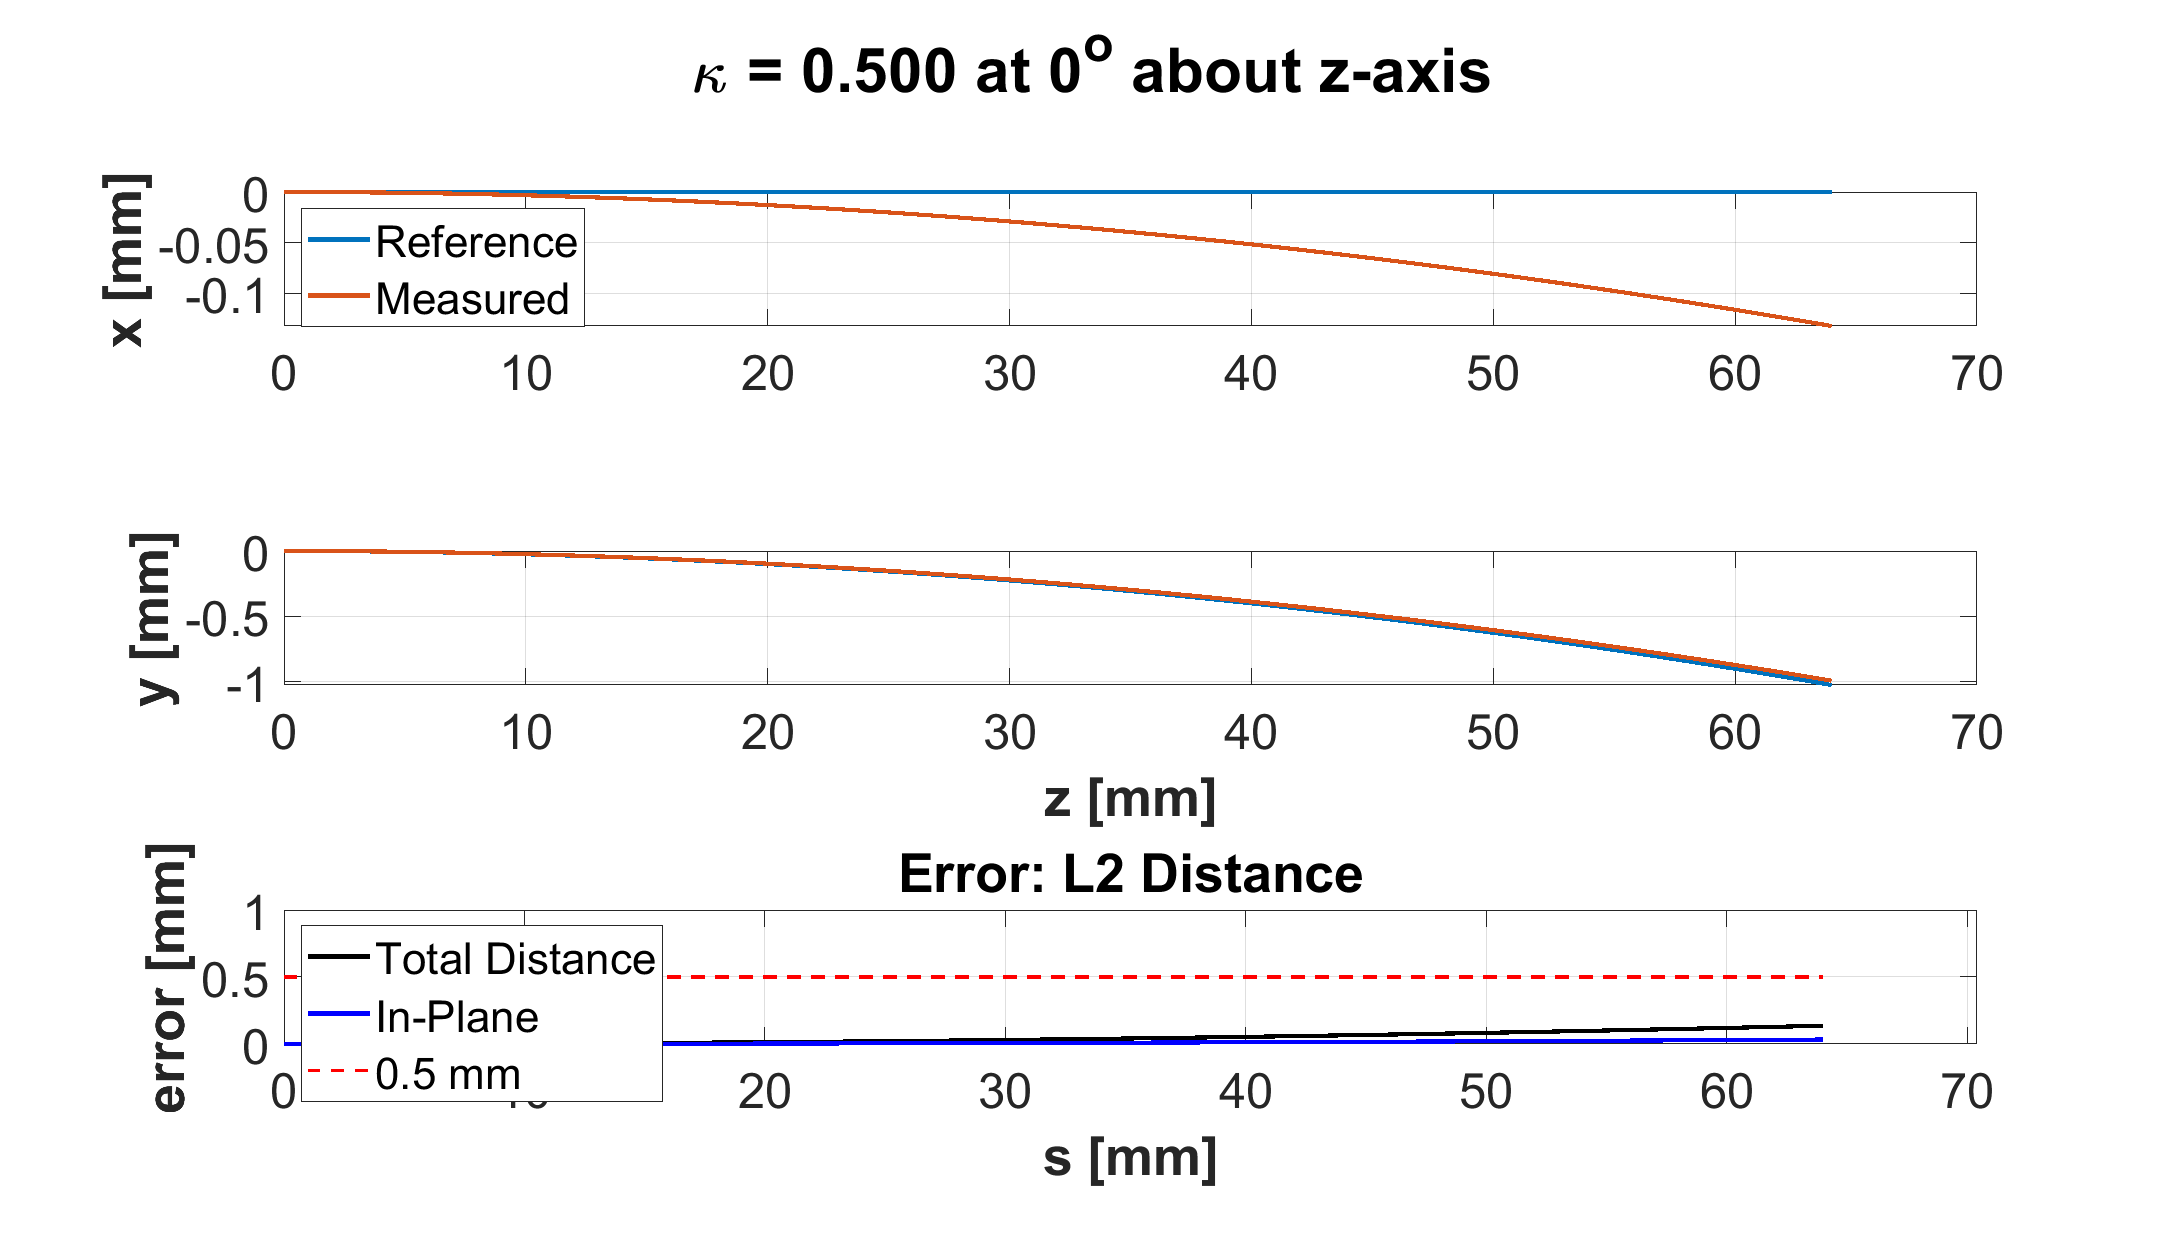 κ = 0.500 at 0° about z-axis
x [mm]
0
-0.05
-0.1
Reference
Measured
0 10 20 30 40 50 60 70
y [mm]
0
-0.5
-1
0 10 20 30 40 50 60 70
z [mm]
Error: L2 Distance
error [mm]
1
0.5
0
Total Distance
In-Plane
0.5 mm
0 10 20 30 40 50 60 70
s [mm]